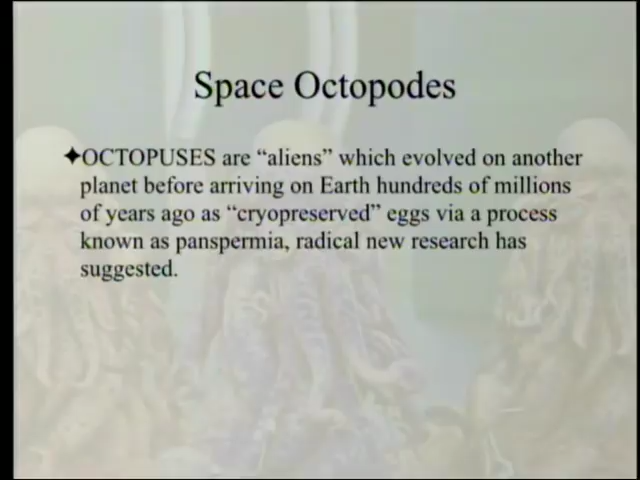 Space Octopodes
✦OCTOPUSES are “aliens” which evolved on another
planet before arriving on Earth hundreds of millions
of years ago as “cryopreserved” eggs via a process
known as panspermia, radical new research has
suggested.